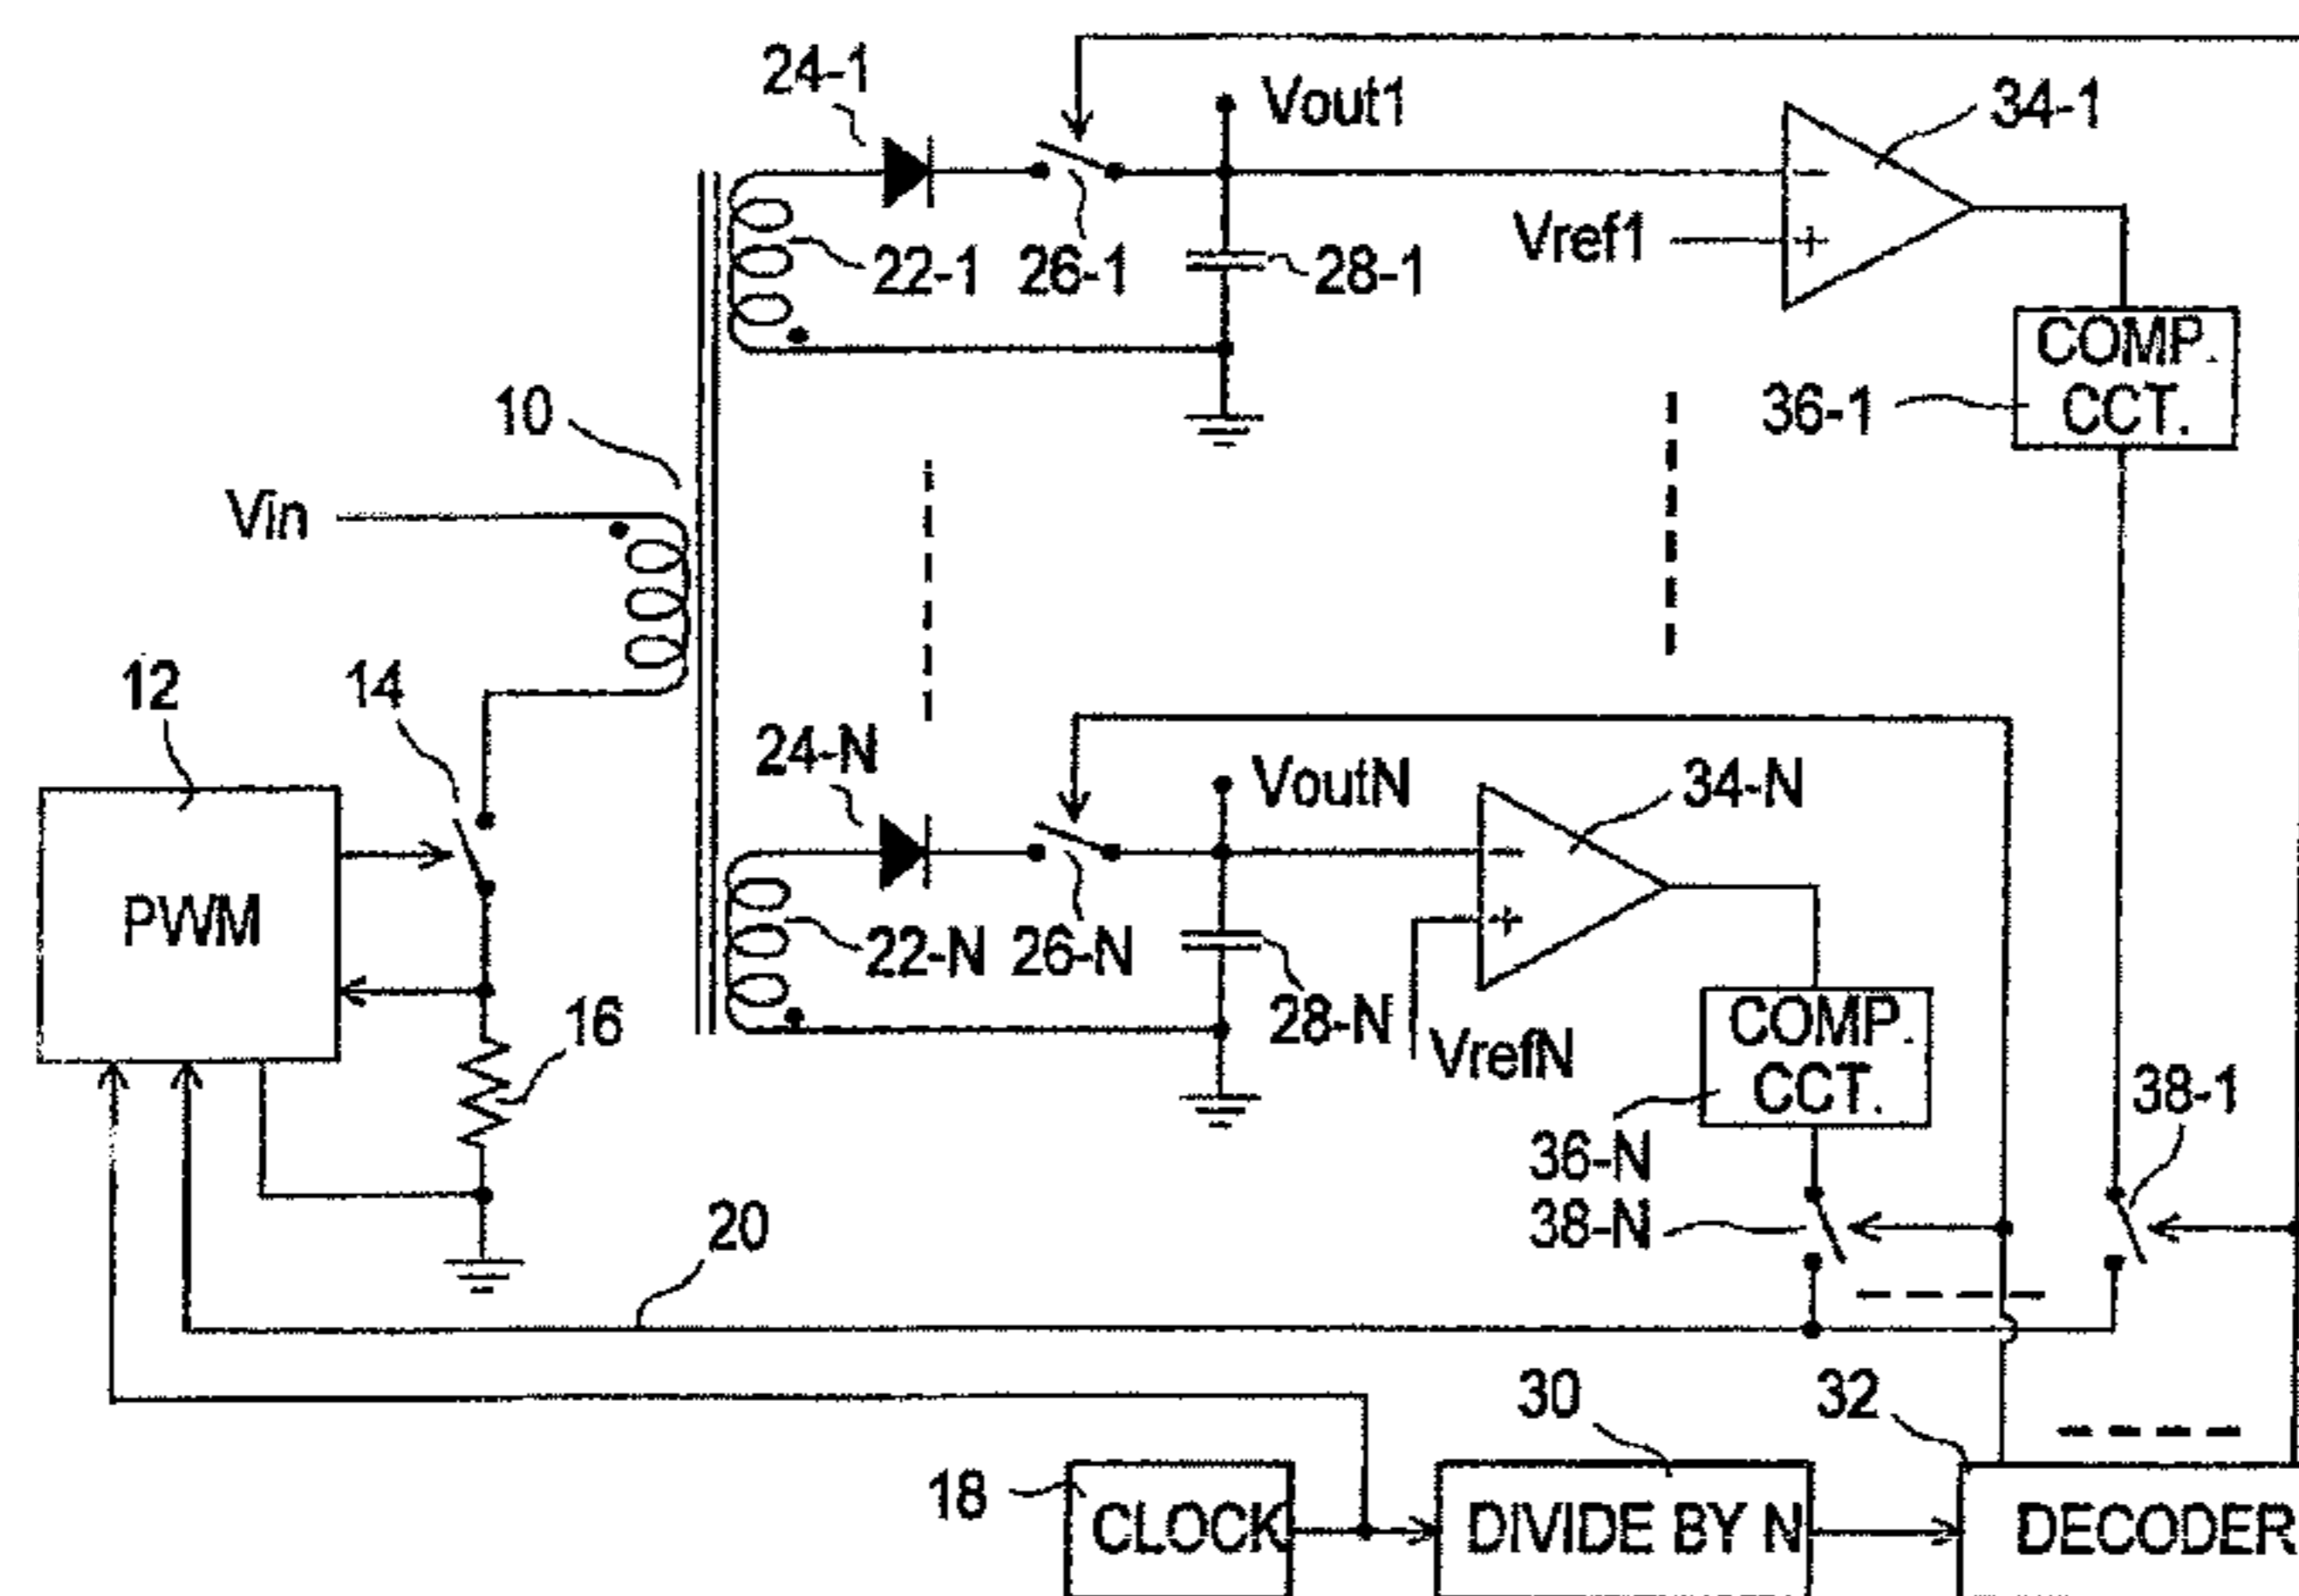 24-1
Vout1
34-1
Vref1
22-1
26-1
28-1
COMP.
CCT.
36-1
10
Vin
12
14
24-N
VoutN
34-N
PWM
22-N
26-N
28-N
VrefN
16
COMP.
CCT.
36-N
38-1
38-N
20
30
32
18
CLOCK
DIVIDE BY N
DECODER